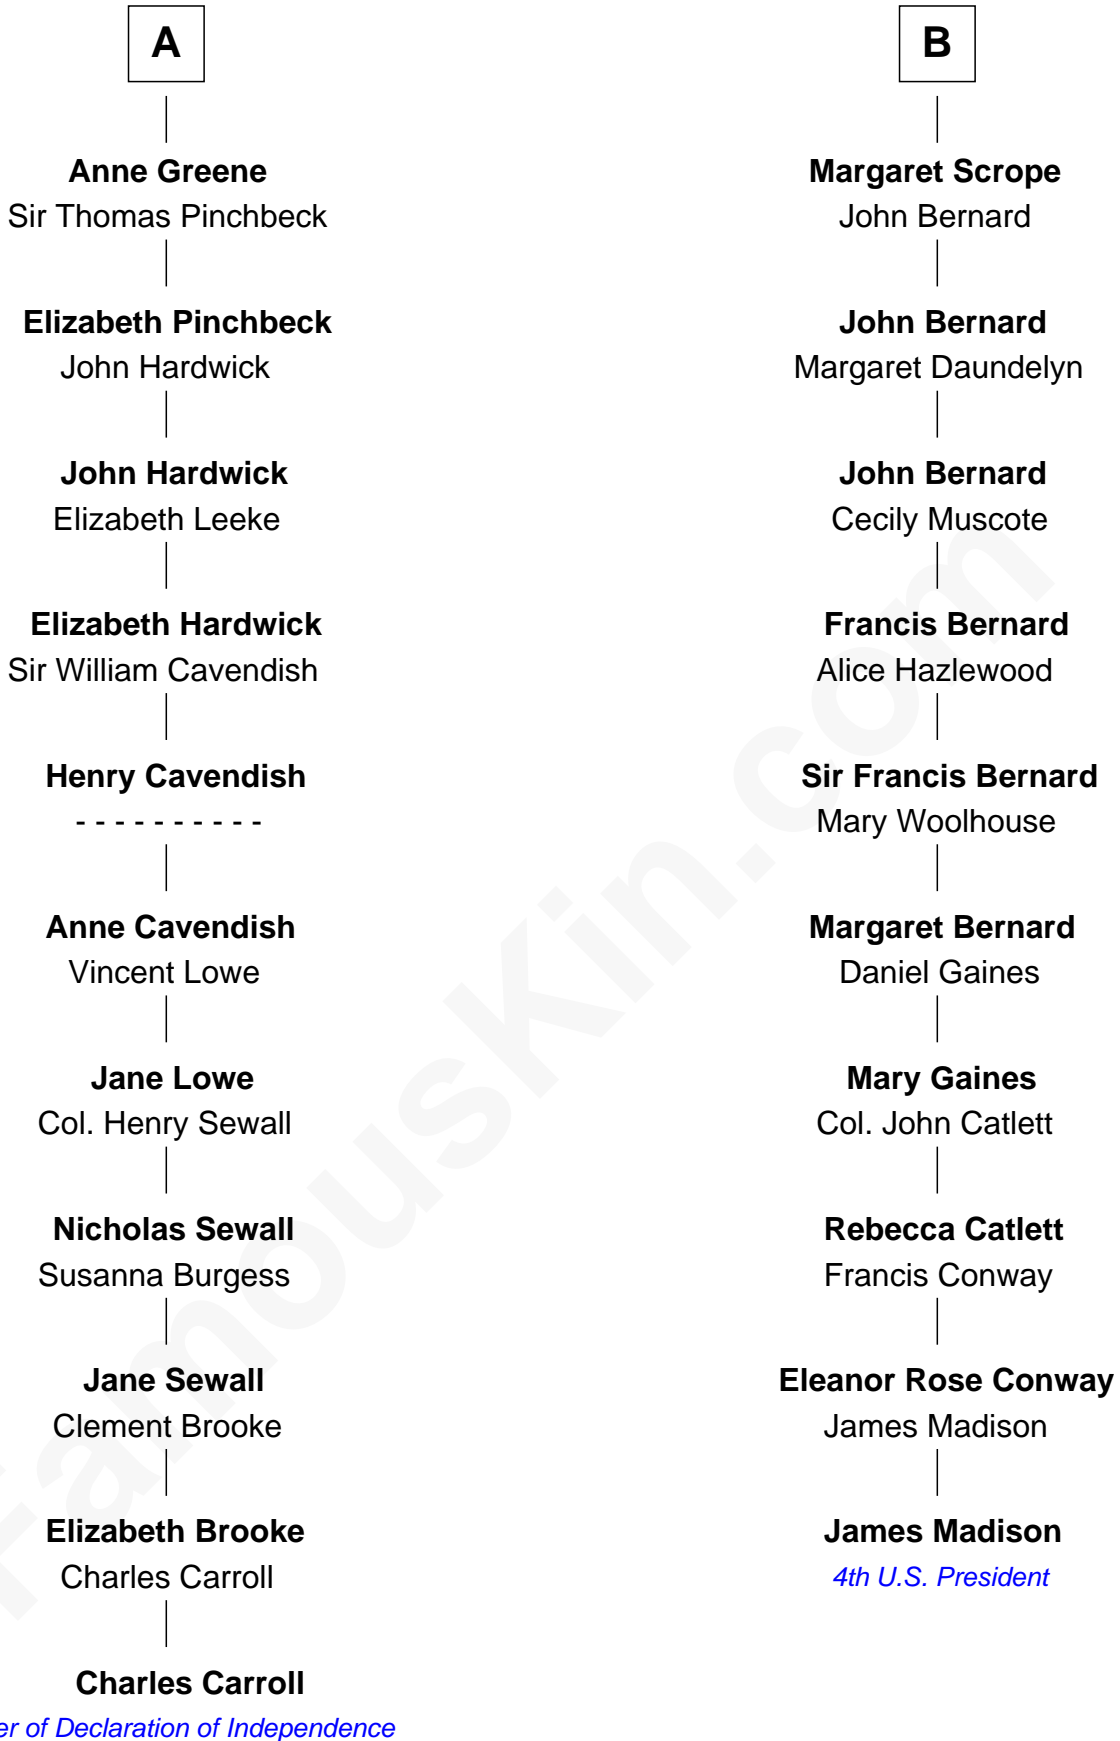 A
Anne Greene
Sir Thomas Pinchbeck
Elizabeth Pinchbeck
John Hardwick
John Hardwick
Elizabeth Leeke
Elizabeth Hardwick
Sir William Cavendish
Henry Cavendish
- - - - - - - - - -
Anne Cavendish
Vincent Lowe
Jane Lowe
Col. Henry Sewall
Nicholas Sewall
Susanna Burgess
Jane Sewall
Clement Brooke
Elizabeth Brooke
Charles Carroll
Charles Carroll
er of Declaration of Independence
B
Margaret Scrope
John Bernard
John Bernard
Margaret Daundelyn
John Bernard
Cecily Muscote
Francis Bernard
Alice Hazlewood
Sir Francis Bernard
Mary Woolhouse
Margaret Bernard
Daniel Gaines
Mary Gaines
Col. John Catlett
Rebecca Catlett
Francis Conway
Eleanor Rose Conway
James Madison
James Madison
4th U.S. President
FamousKin.com